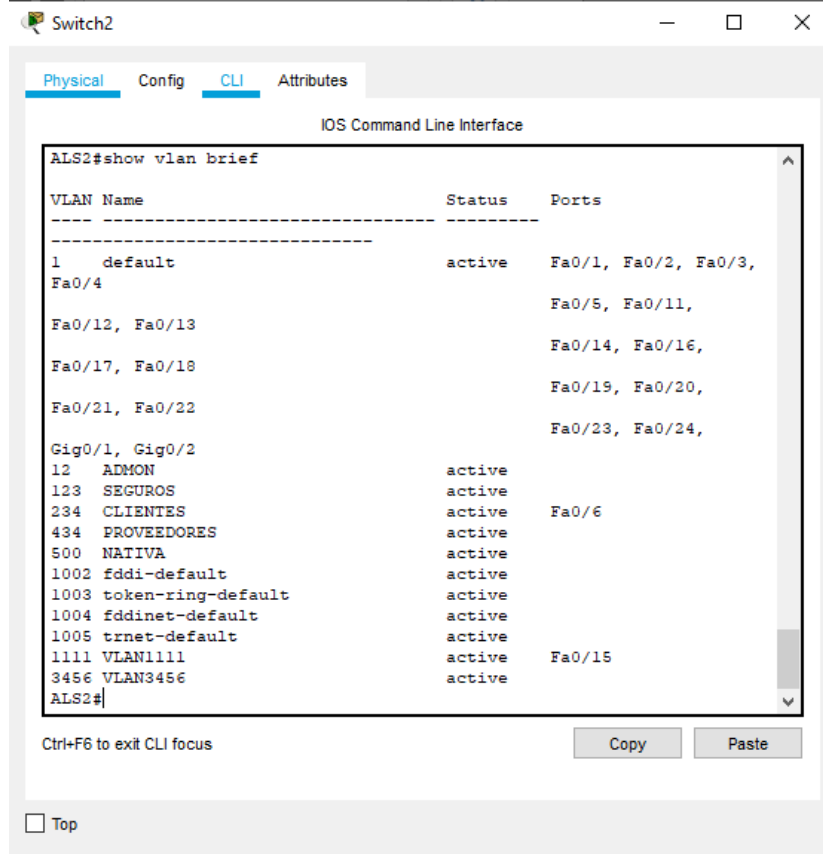 Switch2
Physical Config CLI Attributes
IOS Command Line Interface
ALS2#show vlan brief
VLAN Name Status Ports
---- -------------------------------- ---------
-------------------------------
1 default active Fa0/1, Fa0/2, Fa0/3,
Fa0/4
Fa0/5, Fa0/11,
Fa0/12, Fa0/13
Fa0/14, Fa0/16,
Fa0/17, Fa0/18
Fa0/19, Fa0/20,
Fa0/21, Fa0/22
Fa0/23, Fa0/24,
Gig0/1, Gig0/2
12 ADMON active
123 SEGUROS active
234 CLIENTES active Fa0/6
434 PROVEEDORES active
500 NATIVA active
1002 fddi-default active
1003 token-ring-default active
1004 fddinet-default active
1005 trnet-default active
1111 VLAN1111 active Fa0/15
3456 VLAN3456 active
ALS2#
Ctrl+F6 to exit CLI focus Copy Paste
Top